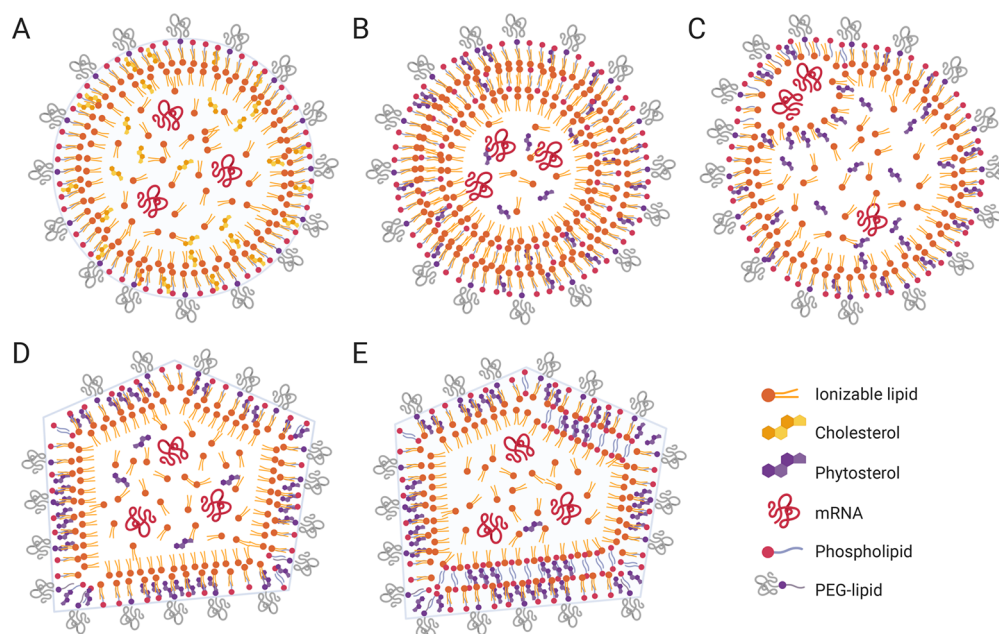 A
B
C
D
E
Ionizable lipid
Cholesterol
Phytosterol
mRNA
Phospholipid
PEG-lipid